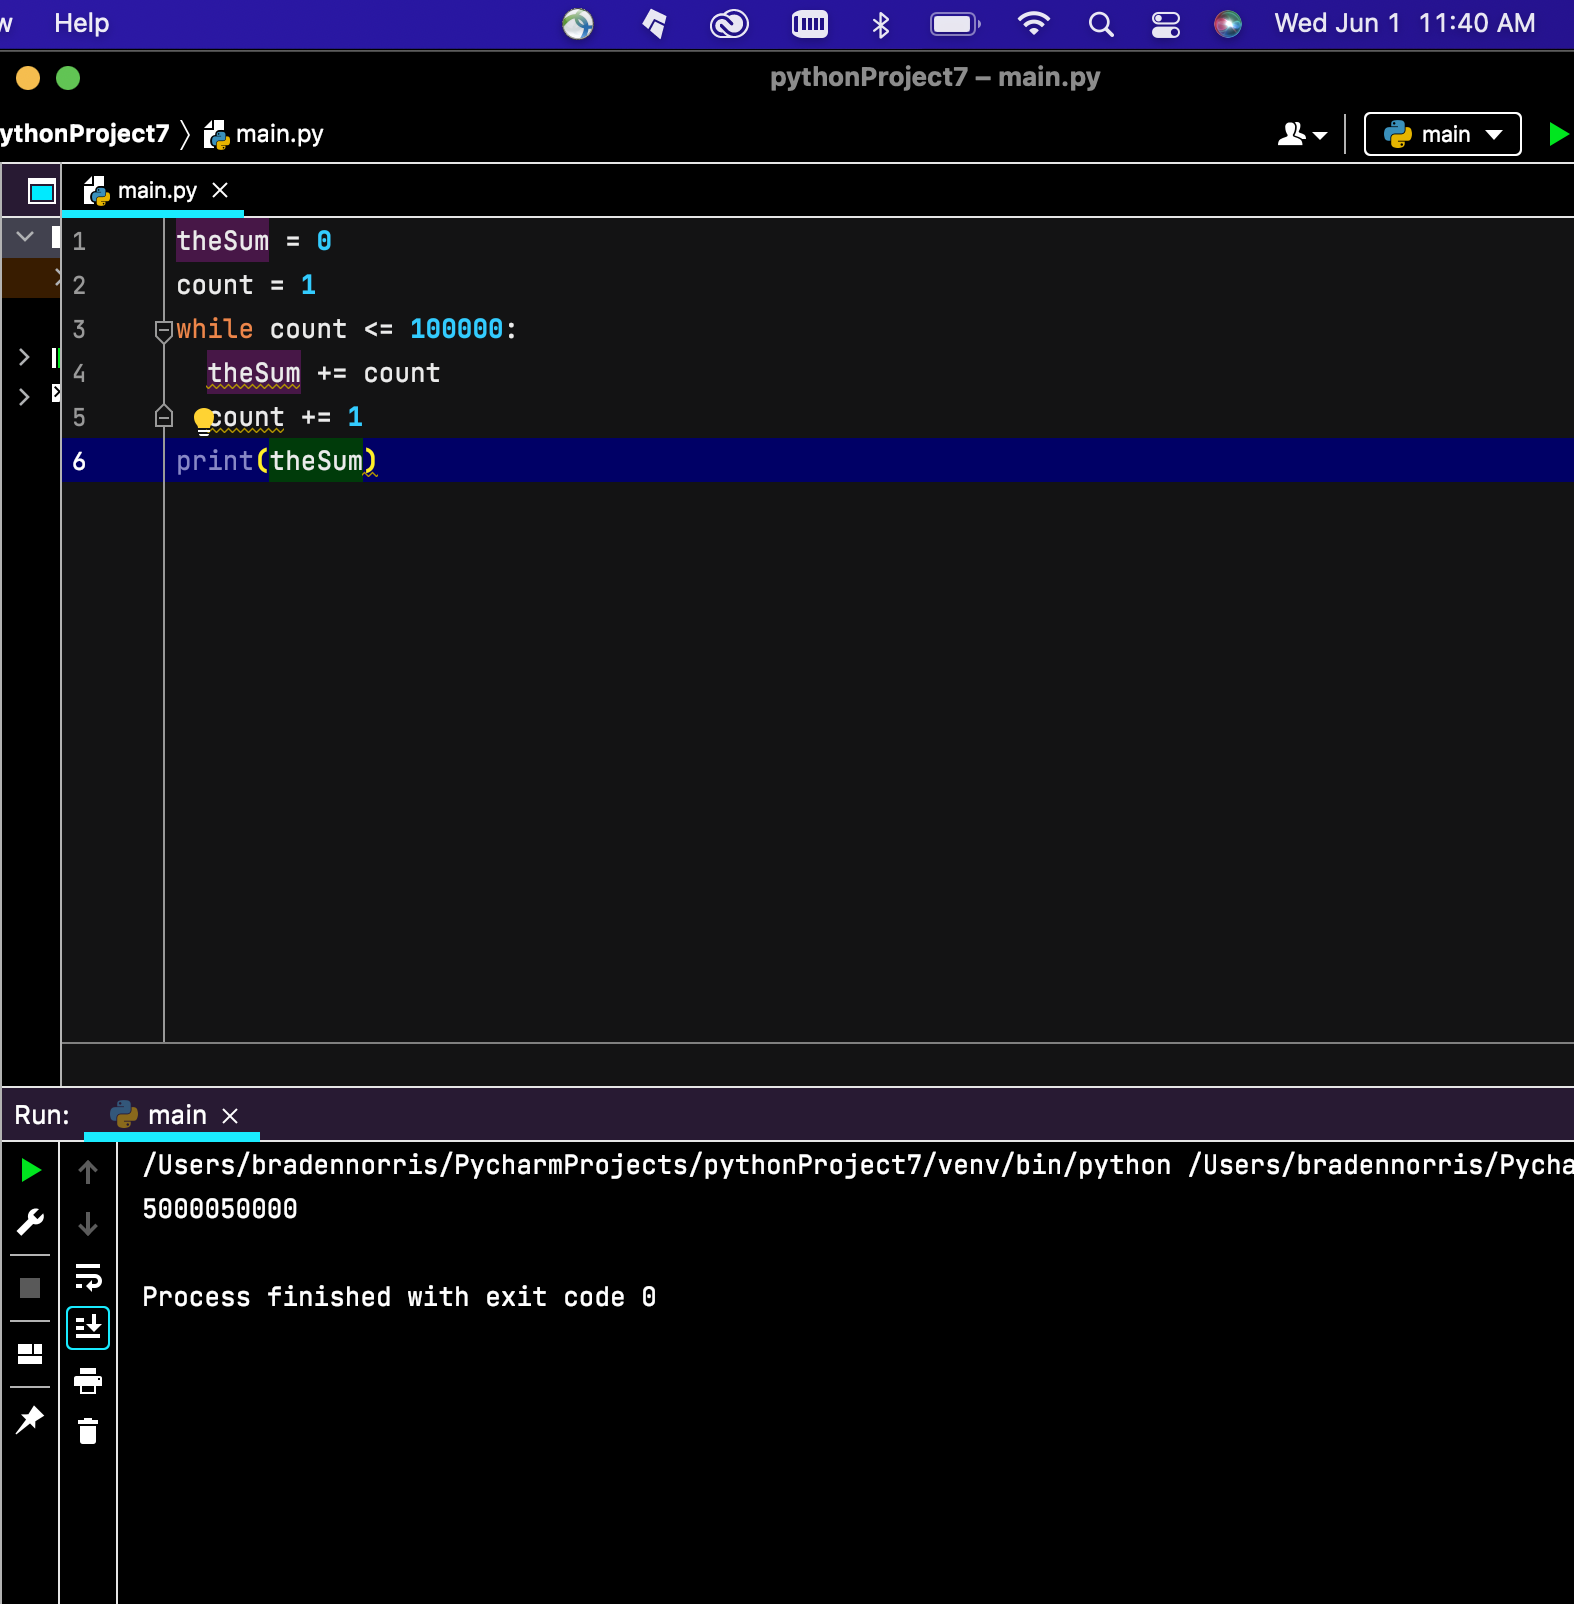 Help
Wed Jun 1 11:40 AM
pythonProject7 – main.py
ythonProject7 〉 main.py
main
main.py ×
1 theSum = 0
2 count = 1
3 while count <= 100000:
4   theSum += count
5   count += 1
6 print(theSum)
Run: main ×
/Users/bradennorris/PycharmProjects/pythonProject7/venv/bin/python /Users/bradennorris/Pycha
5000050000
Process finished with exit code 0